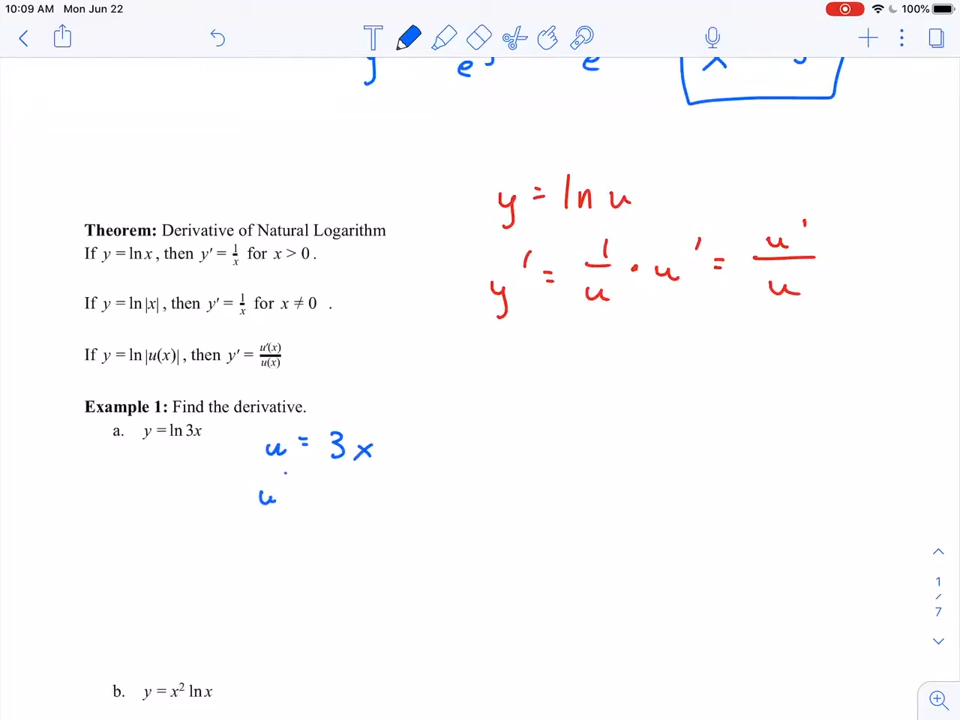 10:09 AM Mon Jun 22
100%
y = ln u
y' = 1/u · u' = u'/u
Theorem: Derivative of Natural Logarithm
If y = ln x, then y′ = 1/x for x > 0.
If y = ln|x|, then y′ = 1/x for x ≠ 0 .
If y = ln|u(x)|, then y′ = u′(x)/u(x)
Example 1: Find the derivative.
a. y = ln 3x
u = 3x
u'
1
/
7
b. y = x² ln x